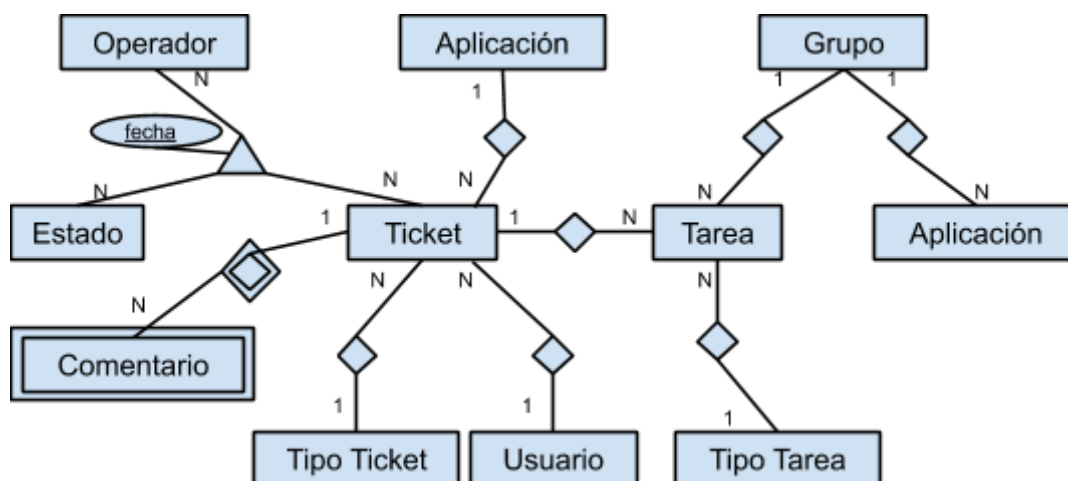 Operador
Aplicación
Grupo
N
1
1
1
fecha
N
N
N
N
N
1
1
N
N
Estado
Ticket
Tarea
Aplicación
N
N
N
N
Comentario
1
1
1
Tipo Ticket
Usuario
Tipo Tarea